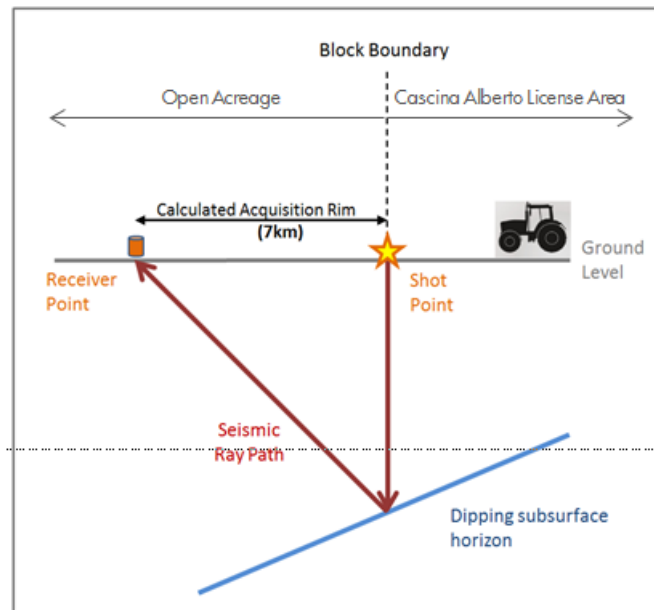 Block Boundary
Open Acreage
Cascina Alberto License Area
Calculated Acquisition Rim
(7km)
Receiver
Point
Shot
Point
Ground
Level
Seismic
Ray Path
Dipping subsurface
horizon